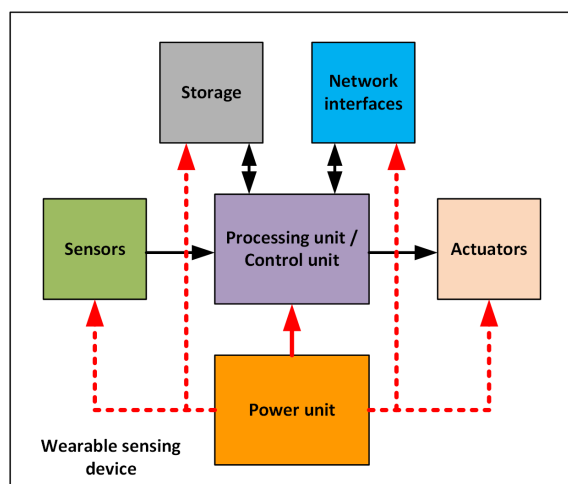 Storage
Network
interfaces
Sensors
Processing unit /
Control unit
Actuators
Power unit
Wearable sensing
device